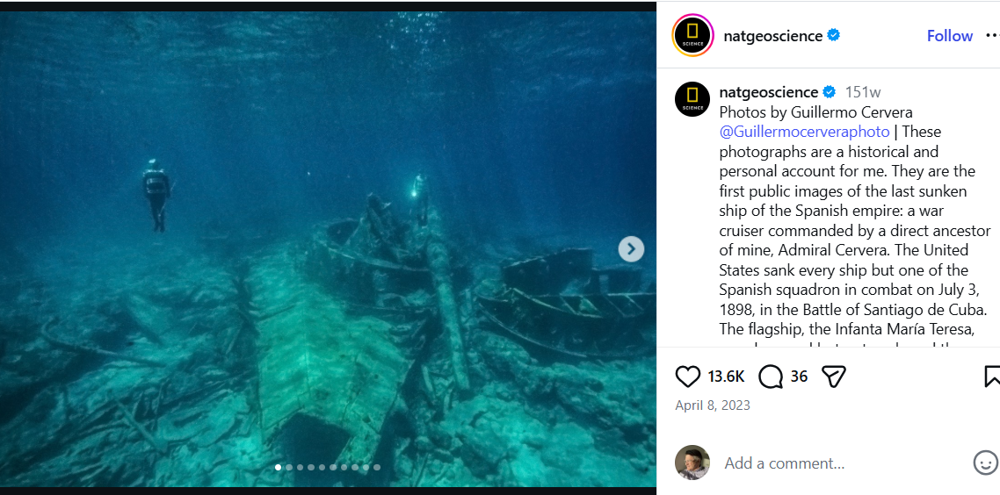 SCIENCE
natgeoscience
Follow
SCIENCE
natgeoscience 151w
Photos by Guillermo Cervera
@Guillermocerveraphoto | These
photographs are a historical and
personal account for me. They are the
first public images of the last sunken
ship of the Spanish empire: a war
cruiser commanded by a direct ancestor
of mine, Admiral Cervera. The United
States sank every ship but one of the
Spanish squadron in combat on July 3,
1898, in the Battle of Santiago de Cuba.
The flagship, the Infanta María Teresa,
13.6K 36
April 8, 2023
Add a comment...